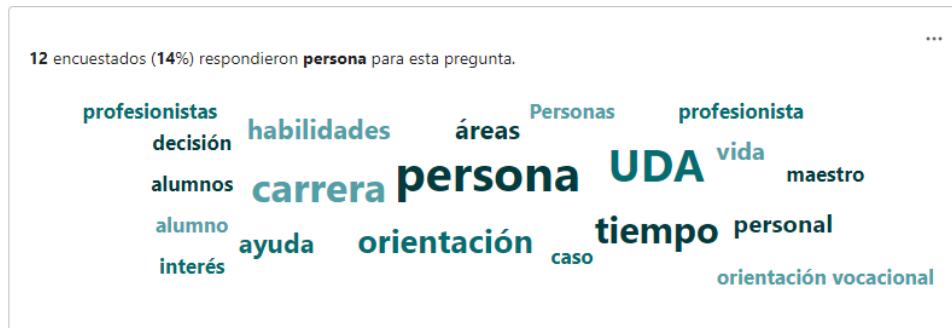 ...
12 encuestados (14%) respondieron persona para esta pregunta.
profesionistas
Personas
profesionista
habilidades
áreas
decisión
vida
UDA
persona
maestro
alumnos
carrera
alumno
tiempo
personal
ayuda
orientación
caso
interés
orientación vocacional